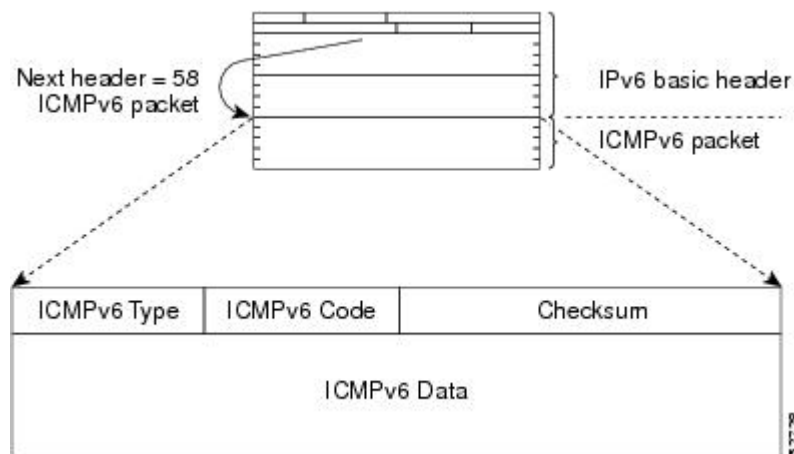 Next header = 58
ICMPv6 packet
IPv6 basic header
ICMPv6 packet
ICMPv6 Type
ICMPv6 Code
Checksum
ICMPv6 Data